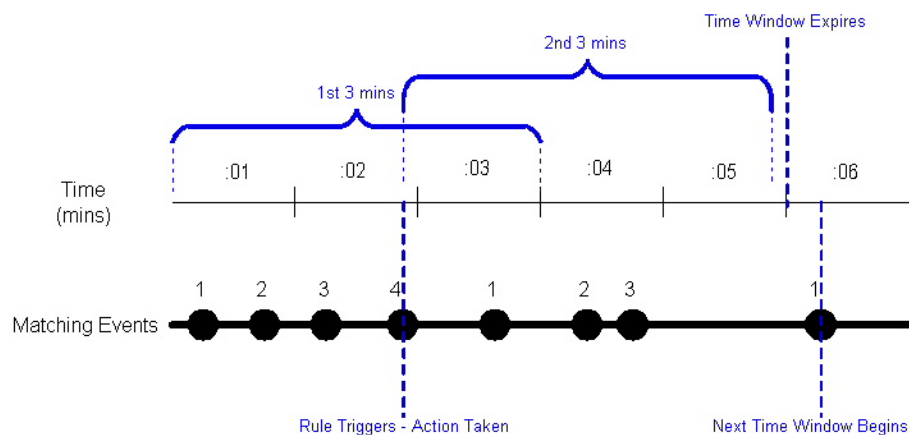 Time Window Expires
2nd 3 mins
1st 3 mins
:01 :02 :03 :04 :05 :06
Time
(mins)
1 2 3 4 1 2 3 1
Matching Events
Rule Triggers - Action Taken
Next Time Window Begins